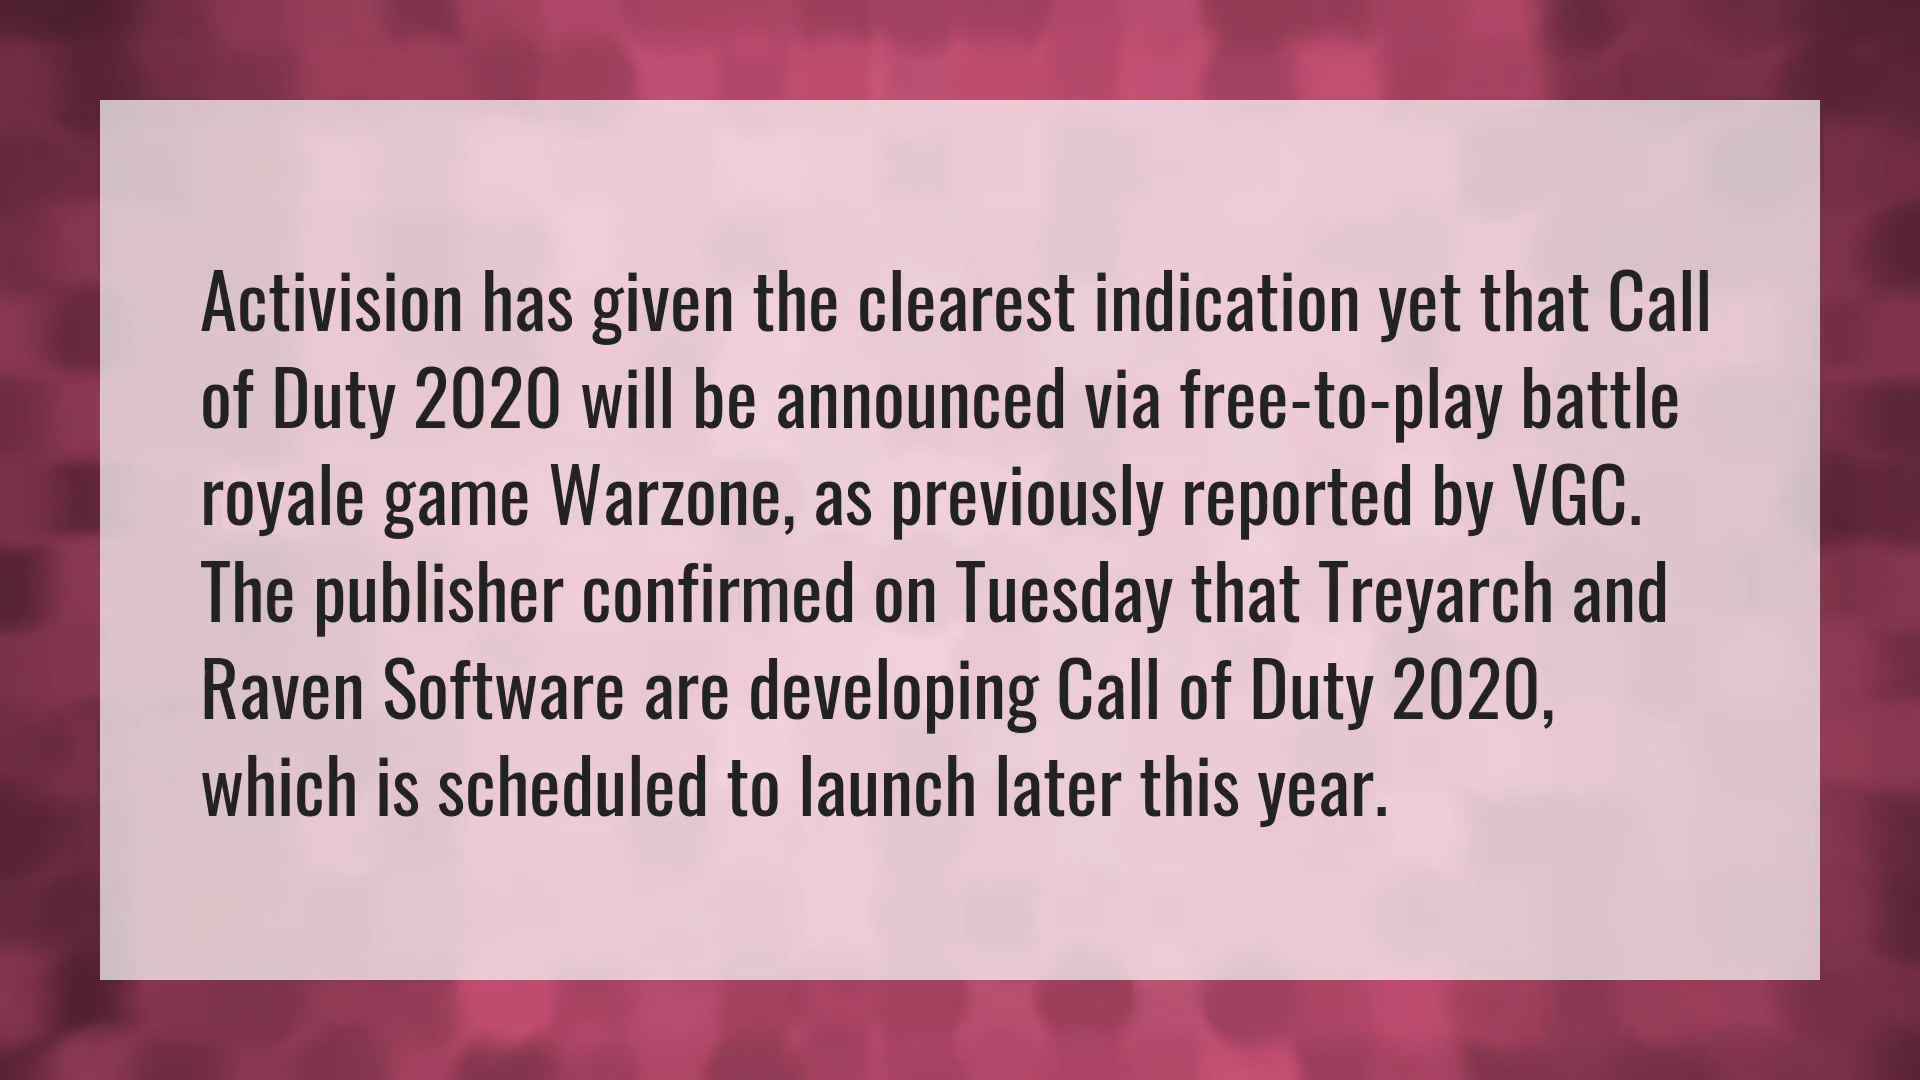 Activision has given the clearest indication yet that Call
of Duty 2020 will be announced via free-to-play battle
royale game Warzone, as previously reported by VGC.
The publisher confirmed on Tuesday that Treyarch and
Raven Software are developing Call of Duty 2020,
which is scheduled to launch later this year.